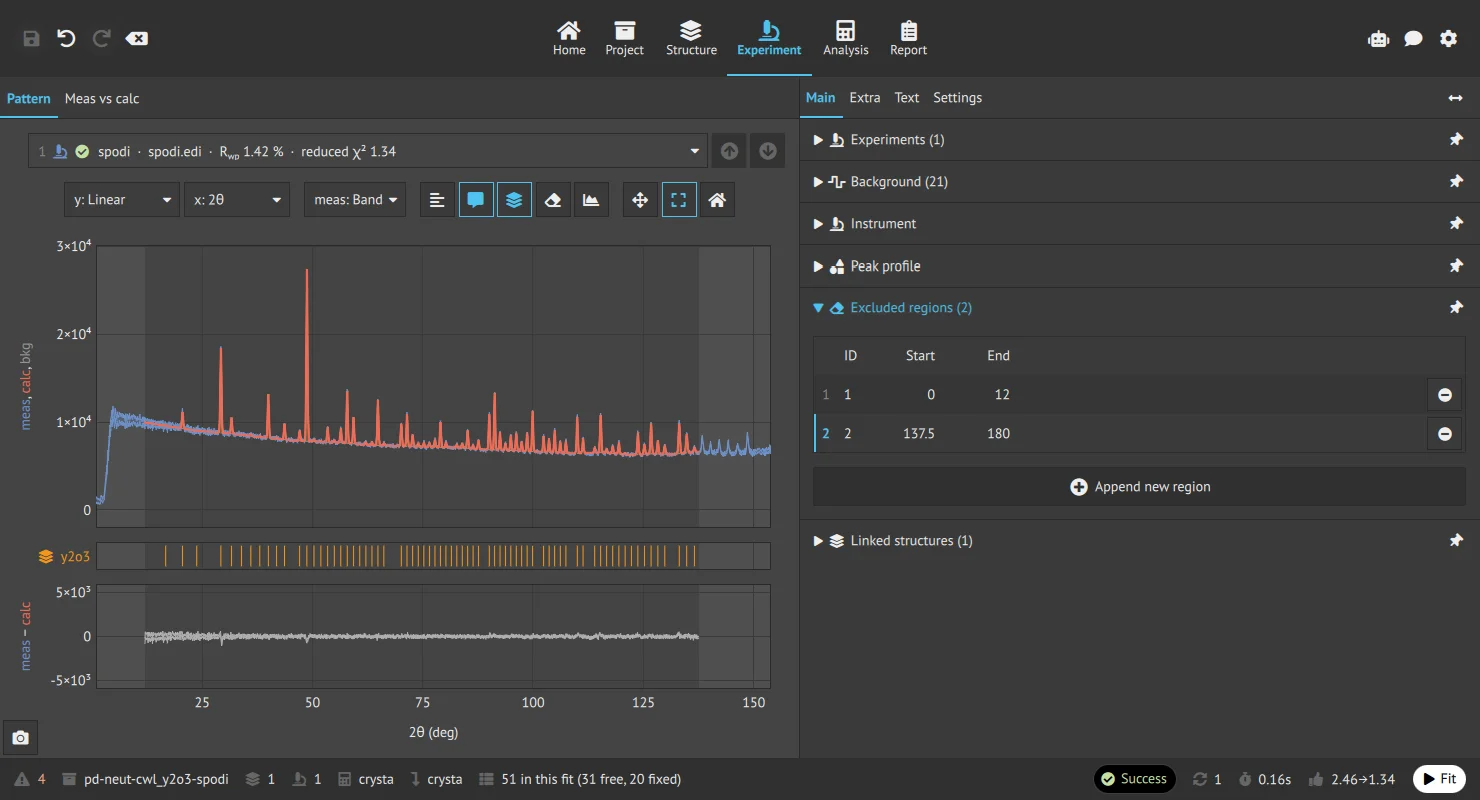 Home
Project
Structure
Experiment
Analysis
Report
Pattern
Meas vs calc
1 spodi · spodi.edi · Rwp 1.42 % · reduced χ² 1.34
y: Linear
x: 2θ
meas: Band
3×10⁴
2×10⁴
1×10⁴
0
meas, calc, bkg
y2o3
5×10³
0
-5×10³
meas − calc
25 50 75 100 125 150
2θ (deg)
Main
Extra
Text
Settings
Experiments (1)
Background (21)
Instrument
Peak profile
Excluded regions (2)
ID Start End
1 1 0 12
2 2 137.5 180
Append new region
Linked structures (1)
4 pd-neut-cwl_y2o3-spodi 1 1 crysta crysta 51 in this fit (31 free, 20 fixed)
Success 1 0.16s 2.46→1.34 Fit